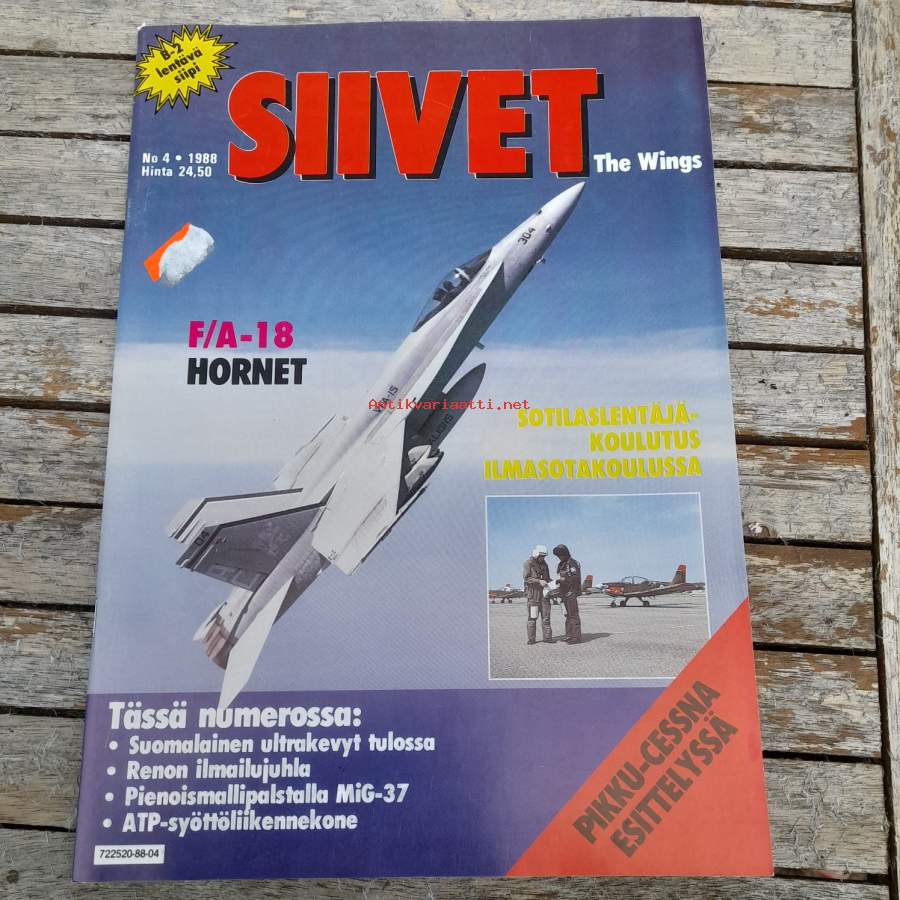 B-2
lentävä
siipi
SIIVET
The Wings
No 4 • 1988
Hinta 24,50
304
F/A-18
HORNET
Antikvariaatti.net
SOTILASLENTÄJÄ-
KOULUTUS
ILMASOTAKOULUSSA
PIKKU-CESSNA
ESITTELYSSÄ
Tässä numerossa:
• Suomalainen ultrakevyt tulossa
• Renon ilmailujuhla
• Pienoismallipalstalla MiG-37
• ATP-syöttöliikennekone
722520-88-04